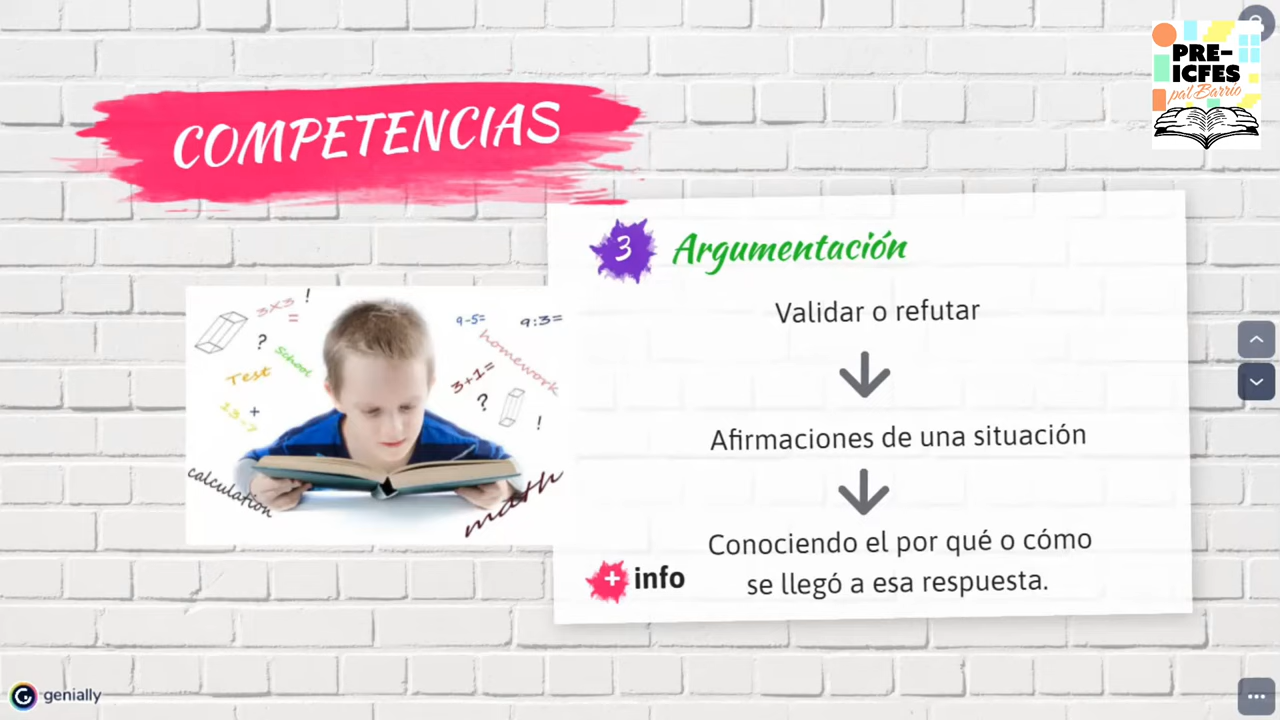 PRE-
ICFES
pa'l Barrio
COMPETENCIAS
3
Argumentación
Validar o refutar
Afirmaciones de una situación
Conociendo el por qué o cómo
se llegó a esa respuesta.
+ info
3x3
=
!
?
School
Test
+
calculation
9-5=
9:3=
homework
3+1=
?
!
math
genially